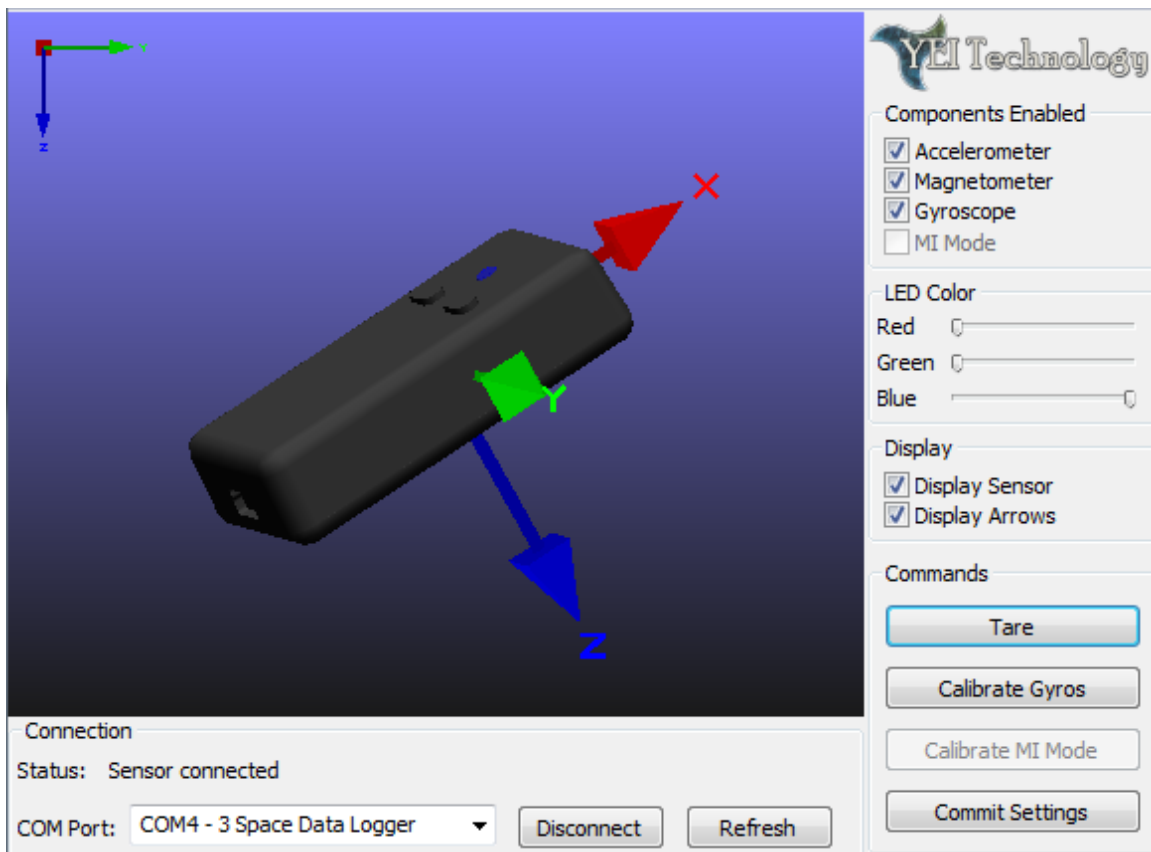 Y
Z
X
Y
Z
YEI Technology
Components Enabled
Accelerometer
Magnetometer
Gyroscope
MI Mode
LED Color
Red
Green
Blue
Display
Display Sensor
Display Arrows
Commands
Tare
Calibrate Gyros
Calibrate MI Mode
Commit Settings
Connection
Status: Sensor connected
COM Port: COM4 - 3 Space Data Logger Disconnect Refresh